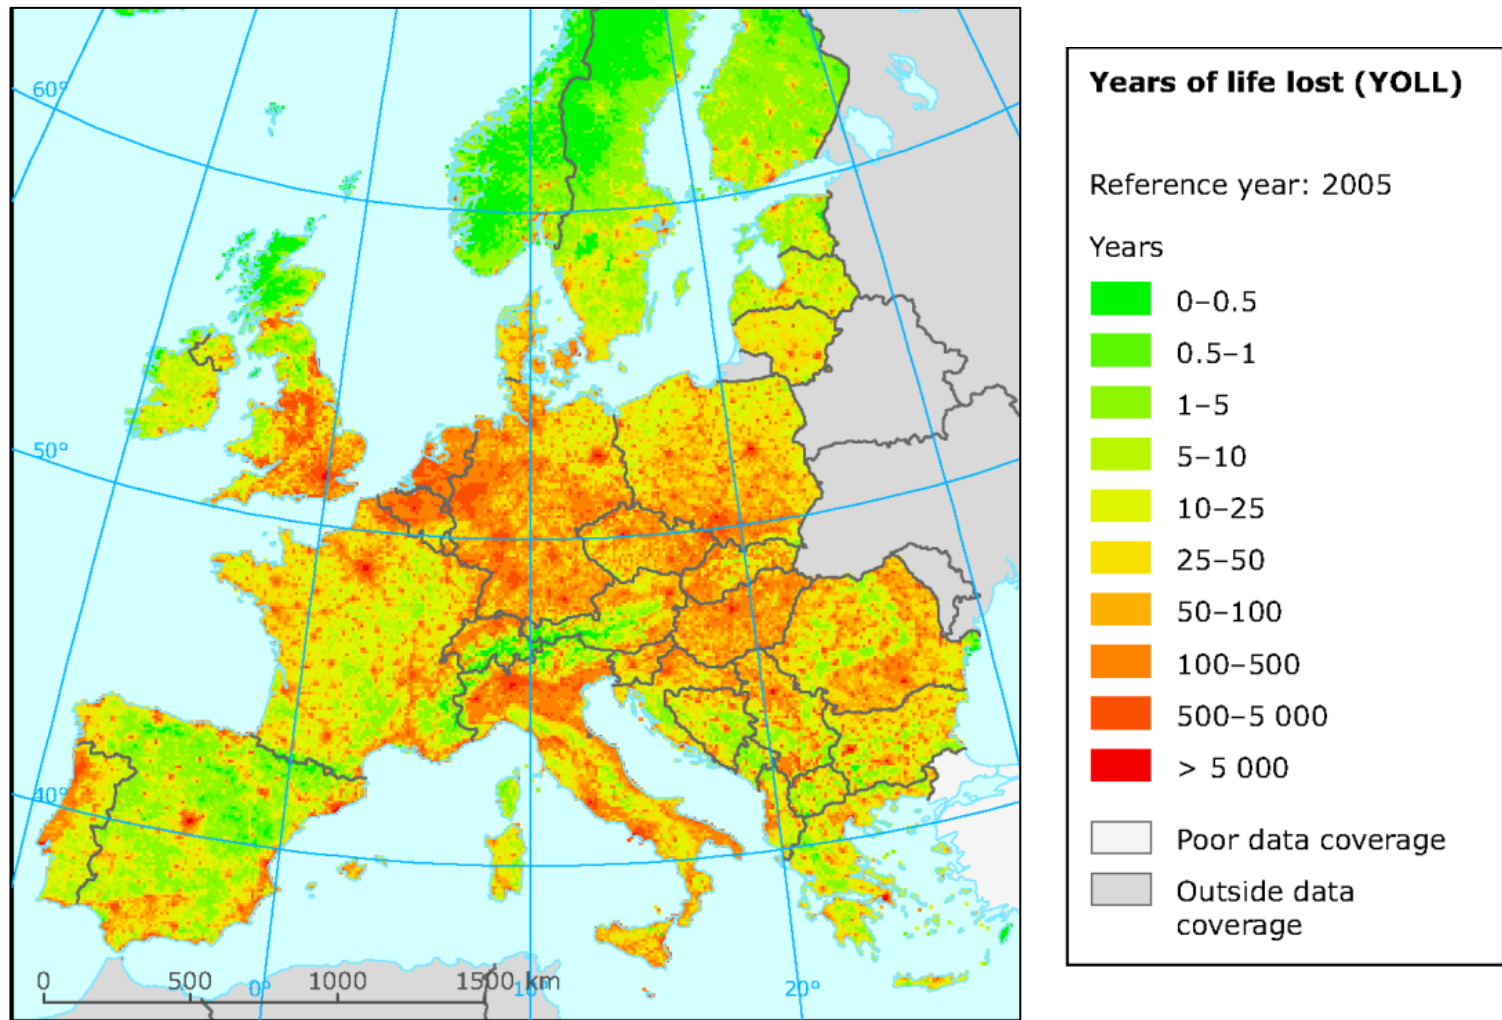 60°
50°
40°
0 500 1000 1500 km
0° 10° 20°
Years of life lost (YOLL)
Reference year: 2005
Years
0–0.5
0.5–1
1–5
5–10
10–25
25–50
50–100
100–500
500–5 000
> 5 000
Poor data coverage
Outside data
coverage